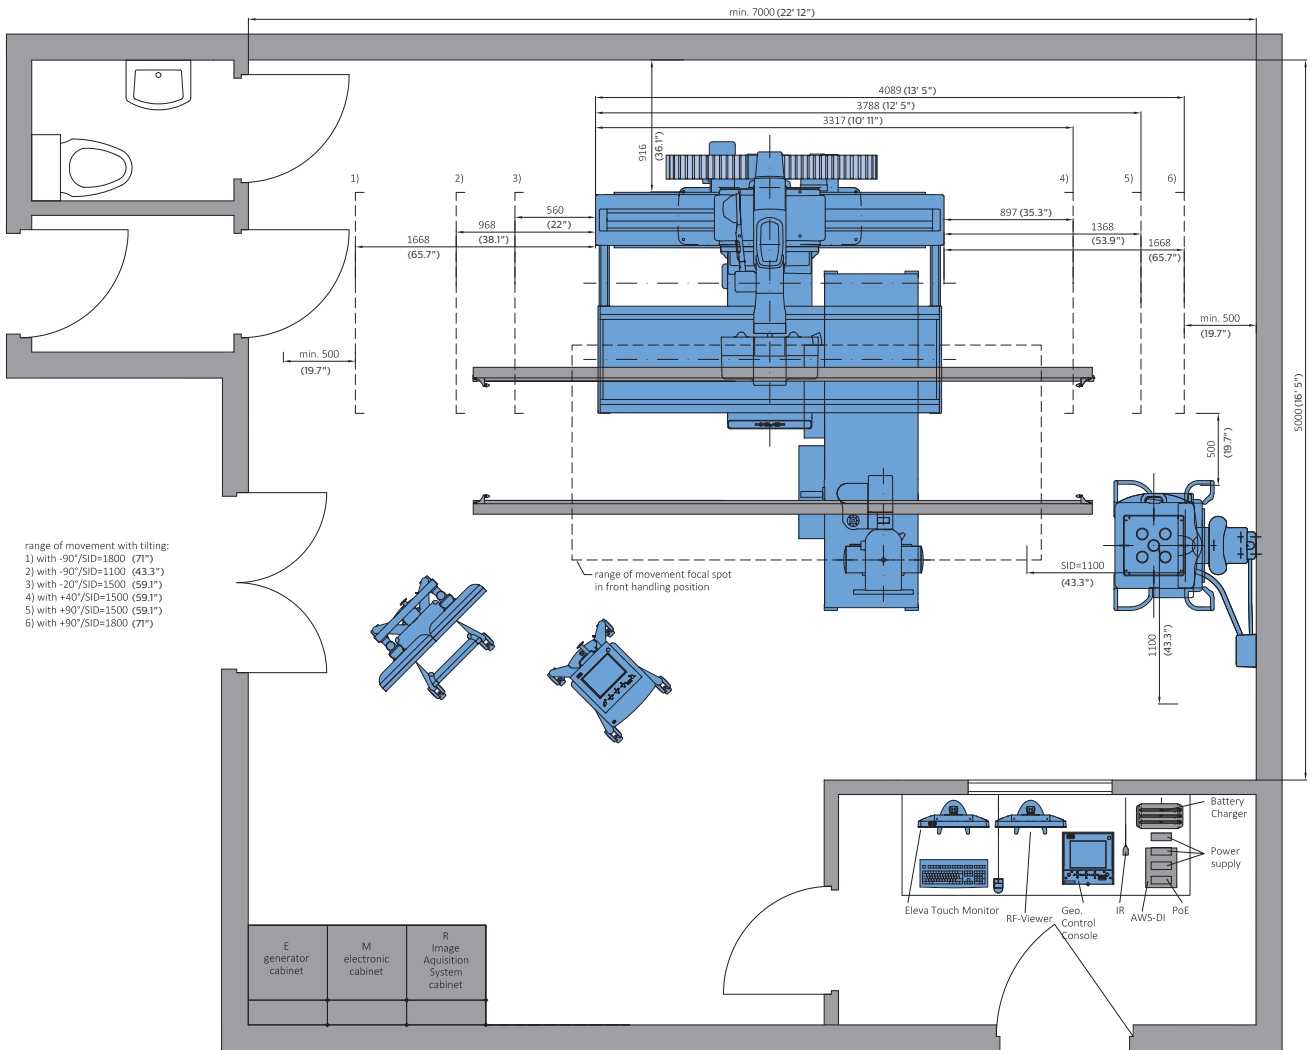 min. 7000 (22' 12")
4089 (13' 5")
3788 (12' 5")
3317 (10' 11")
916
(36.1")
1)
2)
3)
4)
5)
6)
560
(22")
968
(38.1")
1668
(65.7")
897 (35.3")
1368
(53.9")
1668
(65.7")
min. 500
(19.7")
min. 500
(19.7")
5000 (16' 5")
500
(19.7")
SID=1100
(43.3")
1100
(43.3")
range of movement focal spot
in front handling position
range of movement with tilting:
1) with -90°/SID=1800 (71")
2) with -90°/SID=1100 (43.3")
3) with -20°/SID=1500 (59.1")
4) with +40°/SID=1500 (59.1")
5) with +90°/SID=1500 (59.1")
6) with +90°/SID=1800 (71")
Battery
Charger
Power
supply
Eleva Touch Monitor
RF-Viewer
Geo.
Control
Console
IR
AWS-DI
PoE
E
generator
cabinet
M
electronic
cabinet
R
Image
Aquisition
System
cabinet